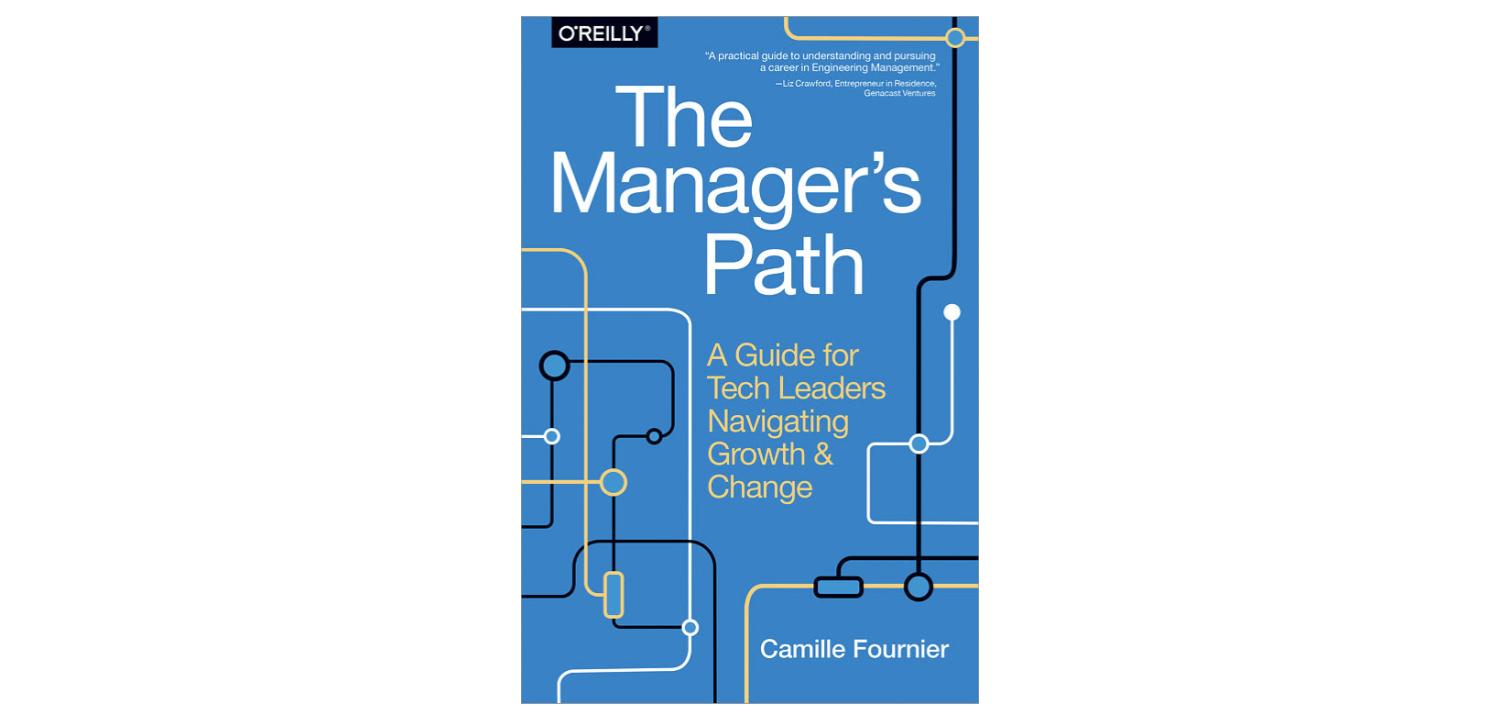 O'REILLY®
“A practical guide to understanding and pursuing
a career in Engineering Management.”
—Liz Crawford, Entrepreneur in Residence,
Genacast Ventures
The
Manager’s
Path
A Guide for
Tech Leaders
Navigating
Growth &
Change
Camille Fournier